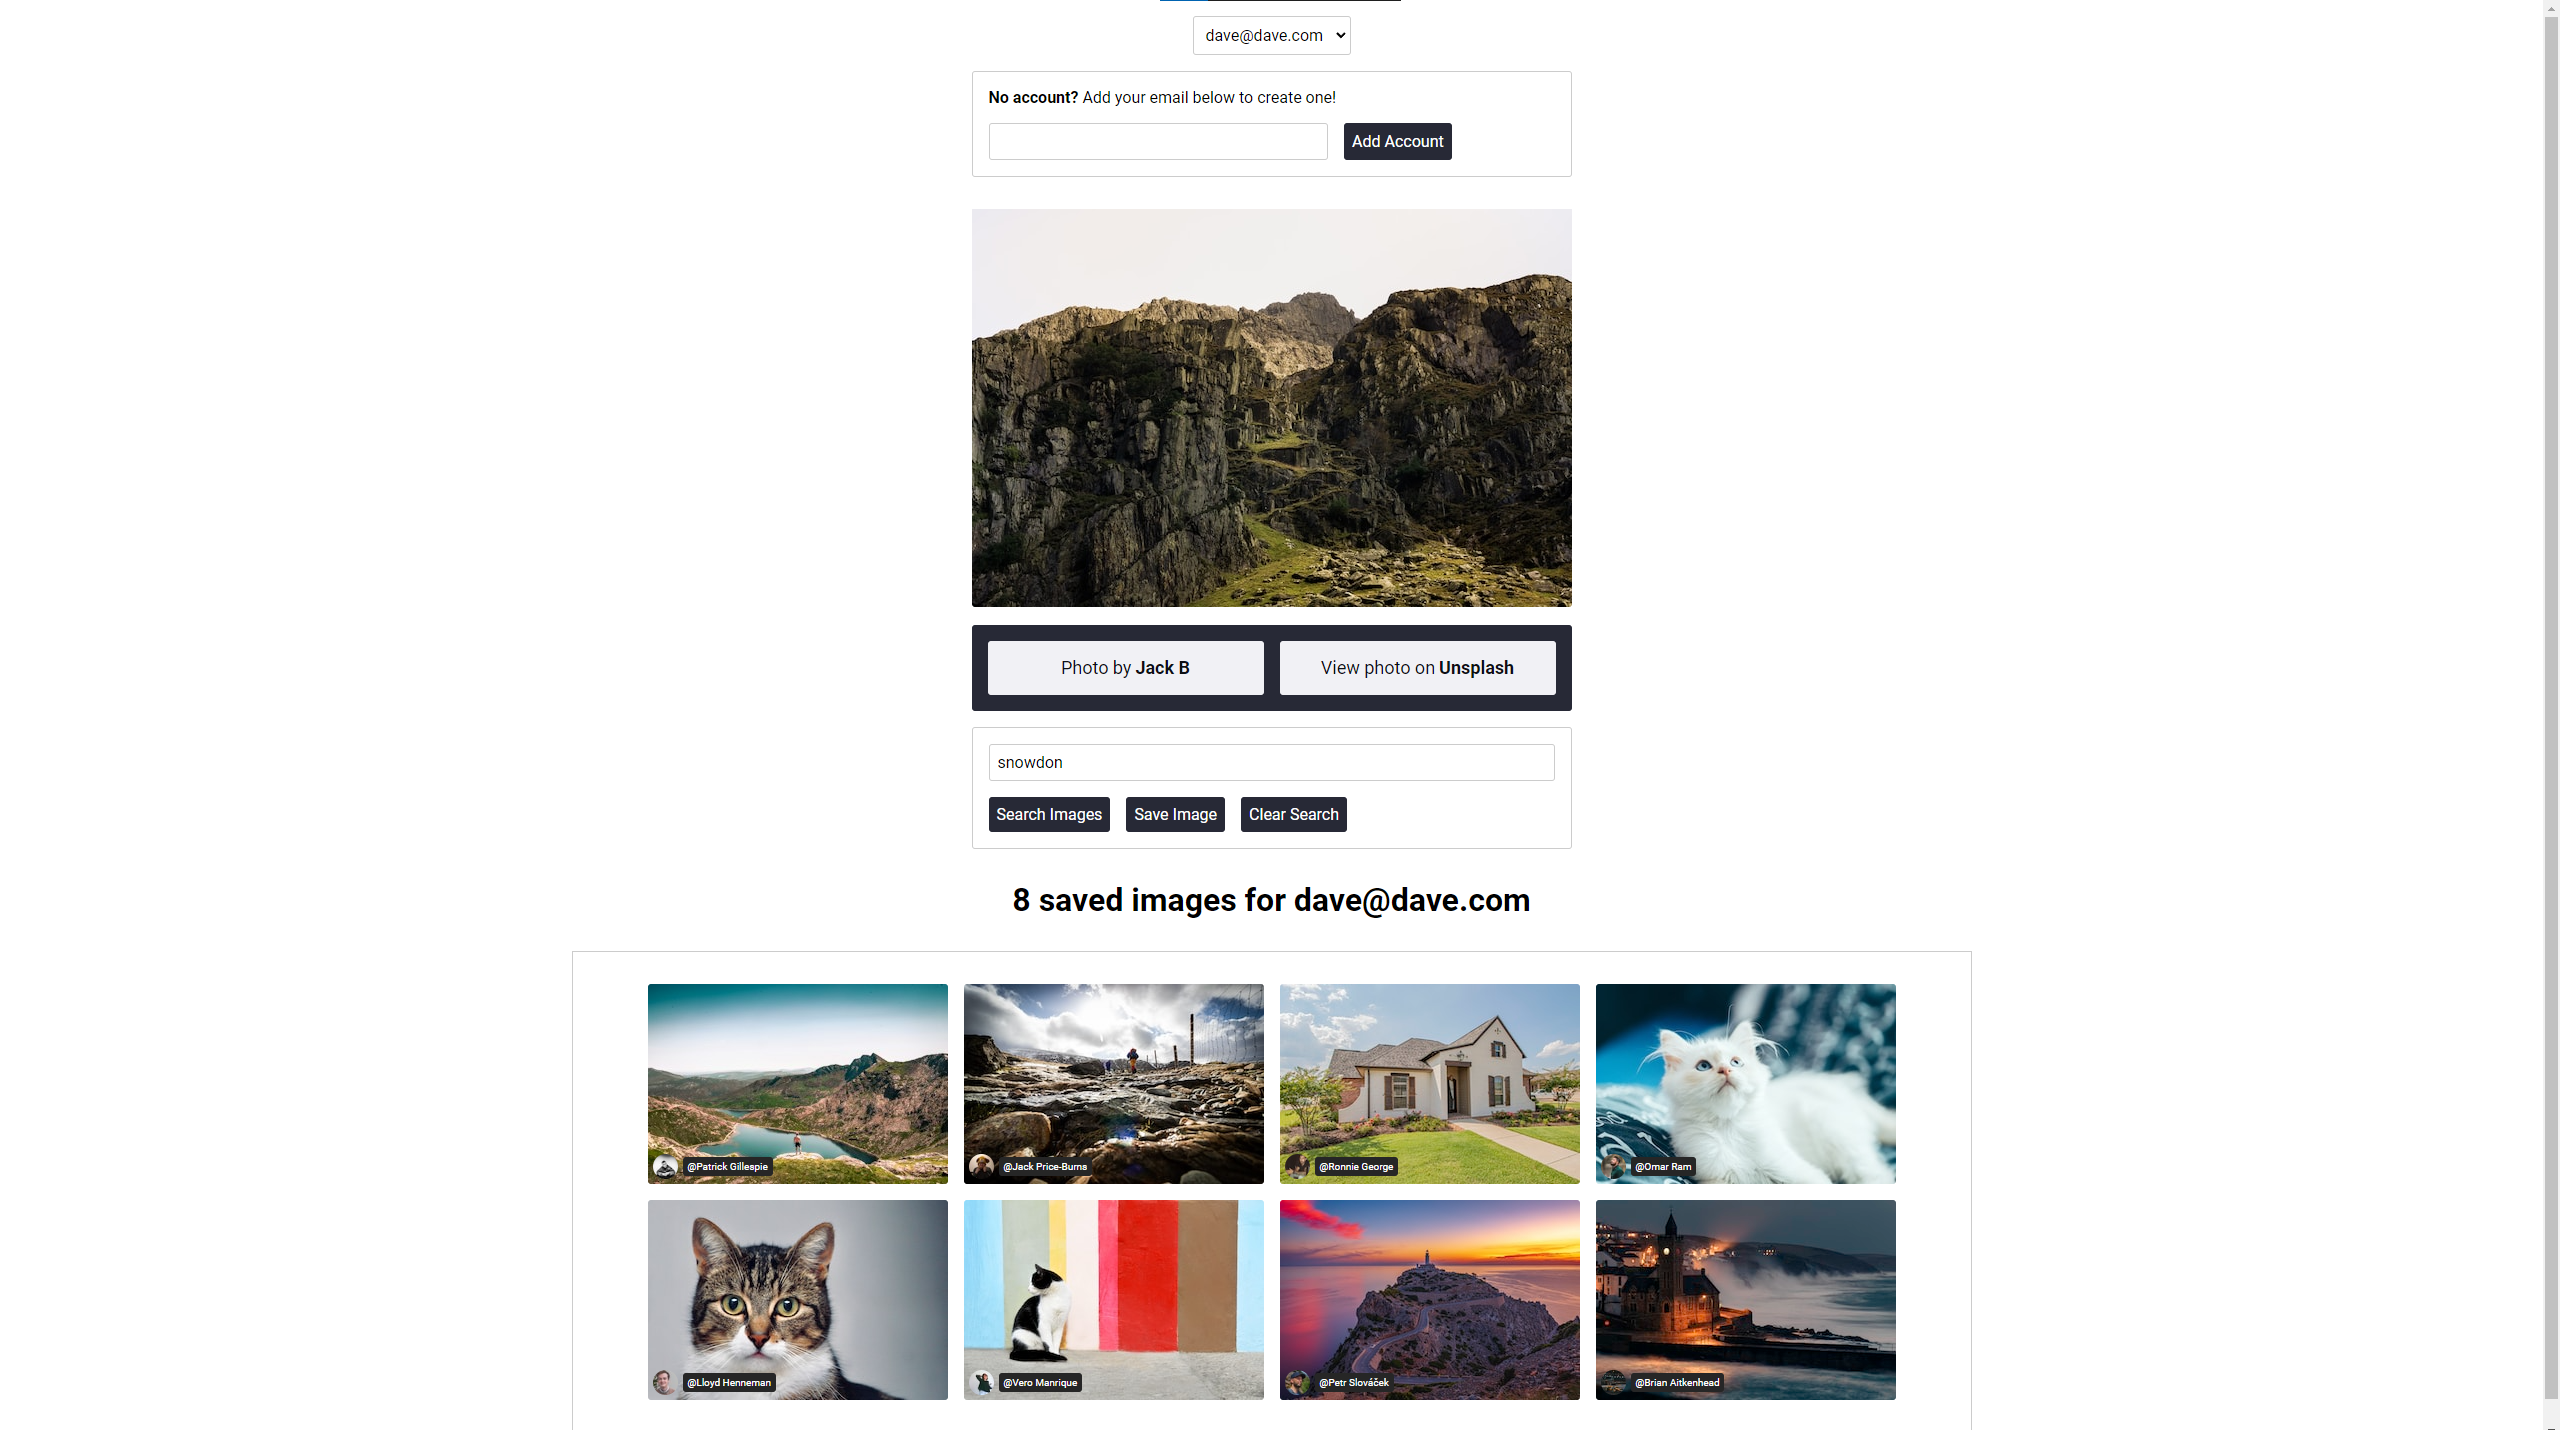 dave@dave.com
No account? Add your email below to create one!
Add Account
Photo by Jack B
View photo on Unsplash
snowdon
Search Images
Save Image
Clear Search
8 saved images for dave@dave.com
@Patrick Gillespie
@Jack Price-Burns
@Ronnie George
@Omar Ram
@Lloyd Henneman
@Vero Manrique
@Petr Slováček
@Brian Aitkenhead